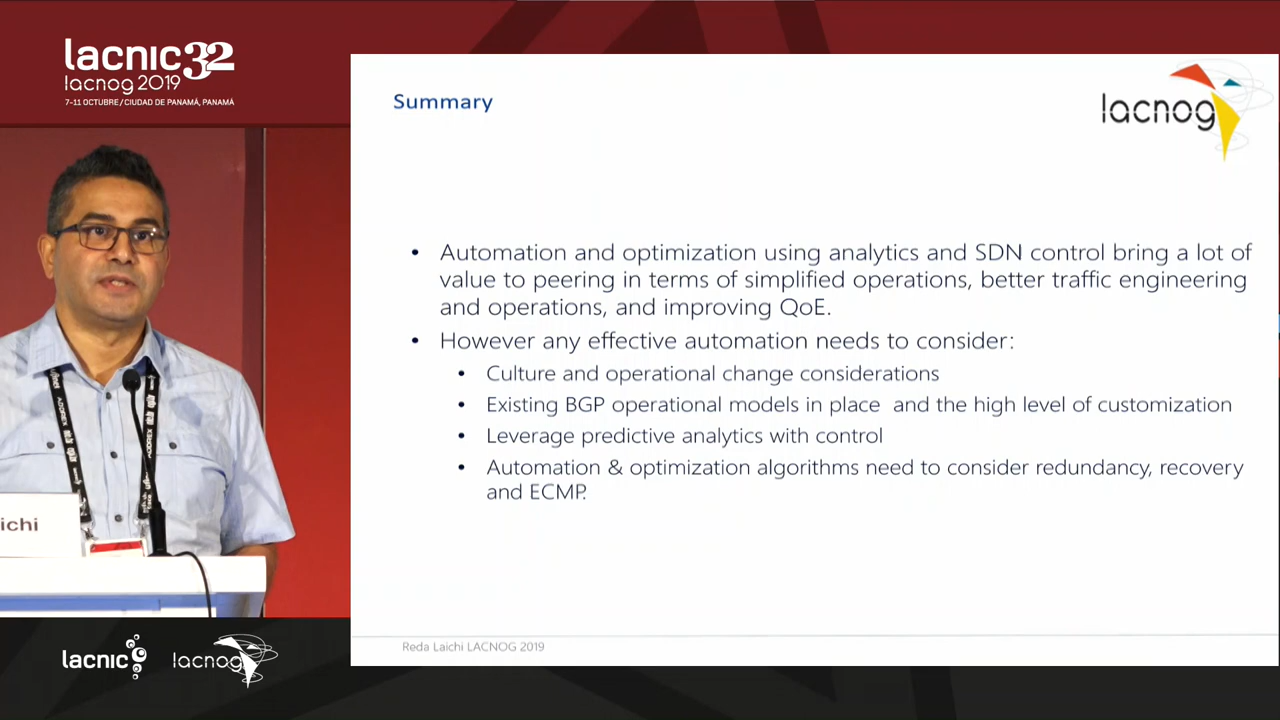 lacnic32
lacnog 2019
7-11 OCTUBRE / CIUDAD DE PANAMÁ, PANAMÁ
Summary
lacnog
• Automation and optimization using analytics and SDN control bring a lot of
value to peering in terms of simplified operations, better traffic engineering
and operations, and improving QoE.
• However any effective automation needs to consider:
• Culture and operational change considerations
• Existing BGP operational models in place and the high level of customization
• Leverage predictive analytics with control
• Automation & optimization algorithms need to consider redundancy, recovery
and ECMP.
ichi
Reda Laichi LACNOG 2019
lacnic
lacnog